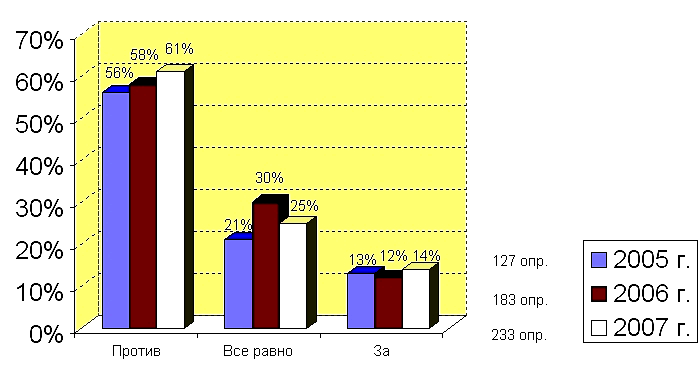 70%
60%
50%
40%
30%
20%
10%
0%
56%
58%
61%
21%
30%
25%
13%
12%
14%
Против
Все равно
За
127 опр.
183 опр.
233 опр.
2005 г.
2006 г.
2007 г.